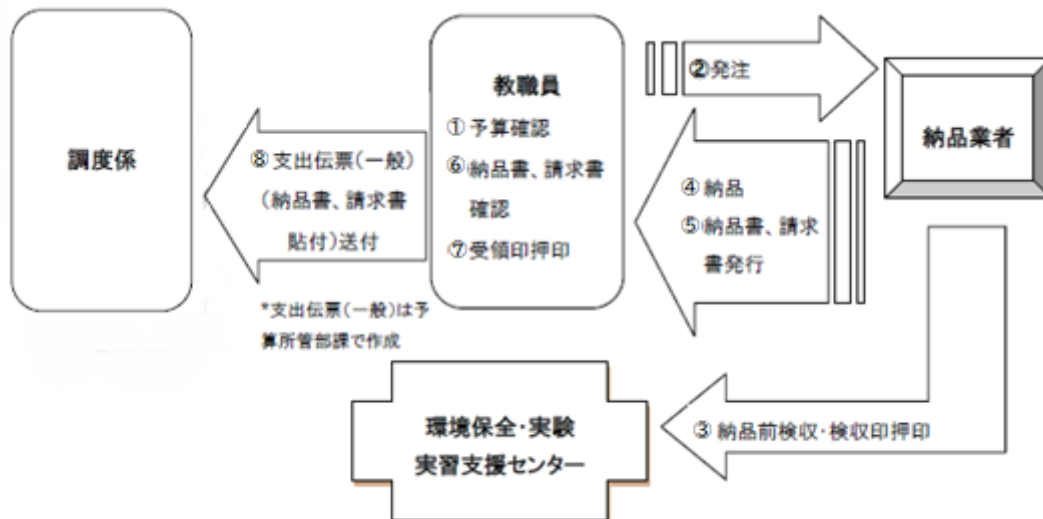 調度係
⑧支出伝票(一般)
(納品書、請求書
貼付)送付
*支出伝票(一般)は予
算所管部課で作成
教職員
①予算確認
⑥納品書、請求書
確認
⑦受領印押印
②発注
納品業者
④納品
⑤納品書、請求
書発行
③納品前検収・検収印押印
環境保全・実験
実習支援センター